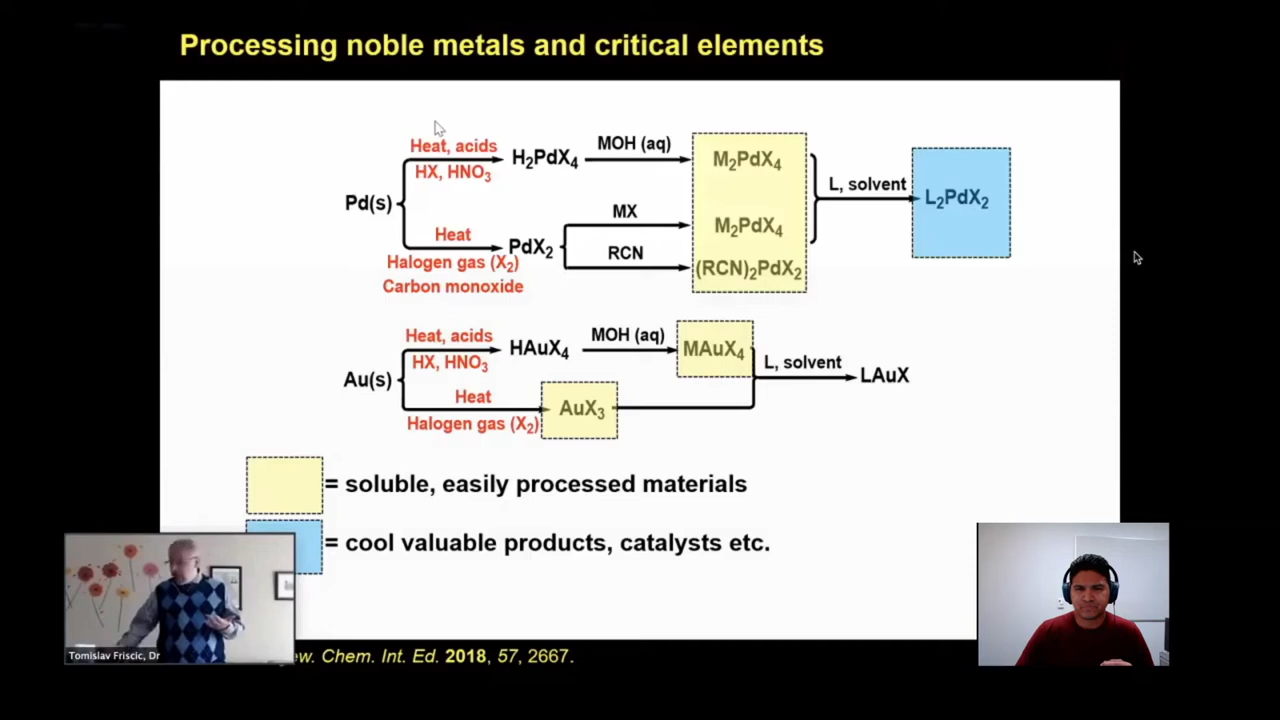 Processing noble metals and critical elements
Heat, acids
HX, HNO₃
H₂PdX₄
MOH (aq)
M₂PdX₄
L, solvent
L₂PdX₂
Pd(s)
MX
M₂PdX₄
Heat
PdX₂
Halogen gas (X₂)
RCN
(RCN)₂PdX₂
Carbon monoxide
Heat, acids
HX, HNO₃
HAuX₄
MOH (aq)
MAuX₄
L, solvent
LAuX
Au(s)
Heat
AuX₃
Halogen gas (X₂)
= soluble, easily processed materials
= cool valuable products, catalysts etc.
Tomislav Friscic, Dr
Chem. Int. Ed. 2018, 57, 2667.